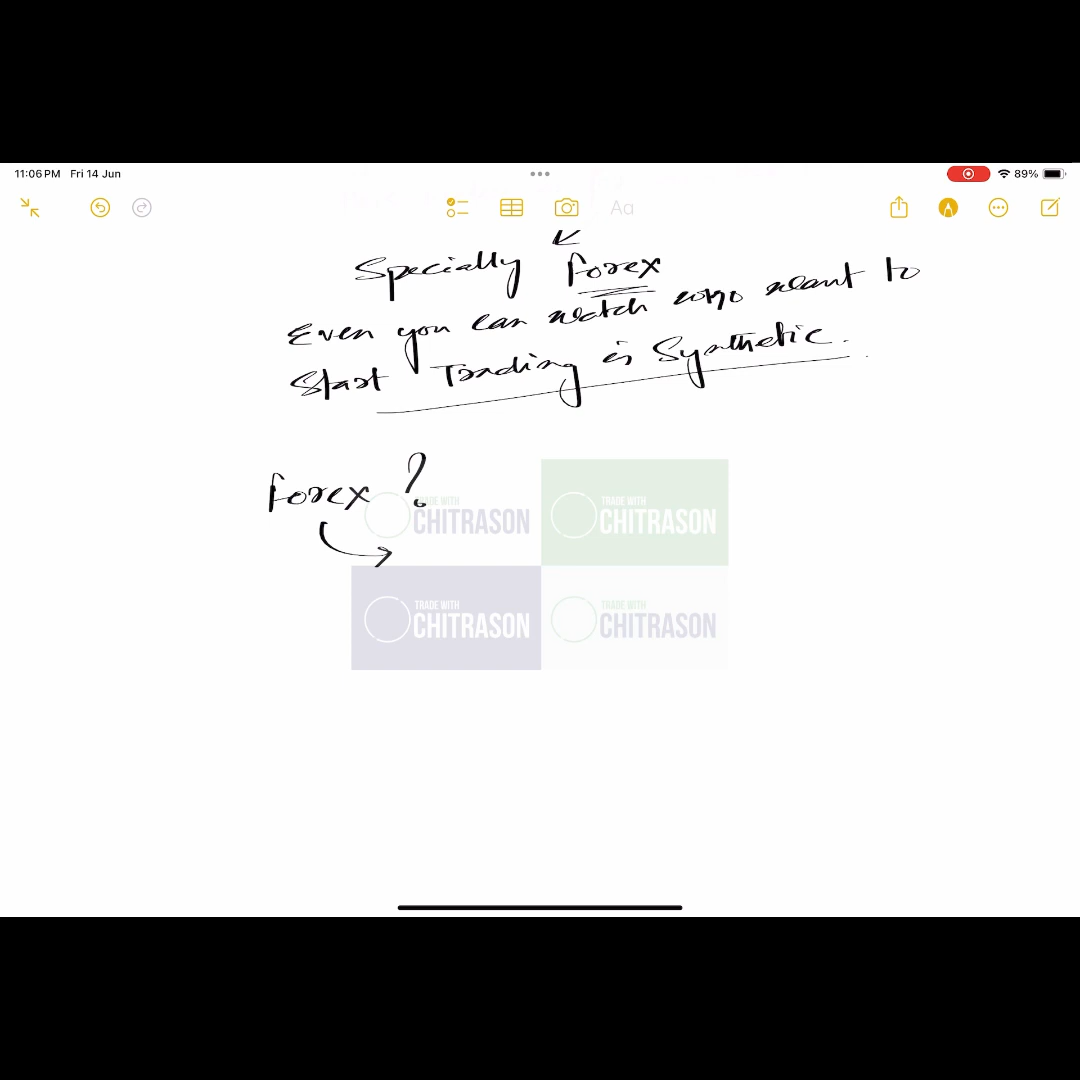 11:06 PM Fri 14 Jun
89%
Aa
Specially Forex
Even you can watch who want to
Start Trading in Synthetic.
Forex ?
TRADE WITH
CHITRASON
TRADE WITH
CHITRASON
TRADE WITH
CHITRASON
TRADE WITH
CHITRASON